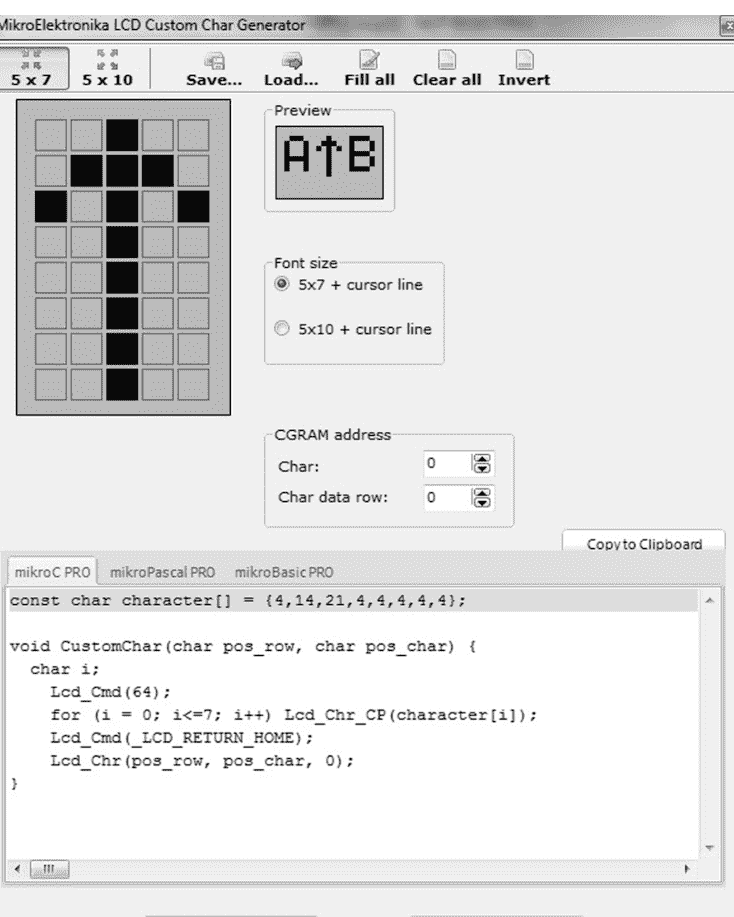 MikroElektronika LCD Custom Char Generator
5 x 7 5 x 10 Save... Load... Fill all Clear all Invert
Preview
A↑B
Font size
5x7 + cursor line
5x10 + cursor line
CGRAM address
Char: 0
Char data row: 0
Copy to Clipboard
mikroC PRO mikroPascal PRO mikroBasic PRO
const char character[] = {4,14,21,4,4,4,4,4};
void CustomChar(char pos_row, char pos_char) {
char i;
Lcd_Cmd(64);
for (i = 0; i<=7; i++) Lcd_Chr_CP(character[i]);
Lcd_Cmd(_LCD_RETURN_HOME);
Lcd_Chr(pos_row, pos_char, 0);
}